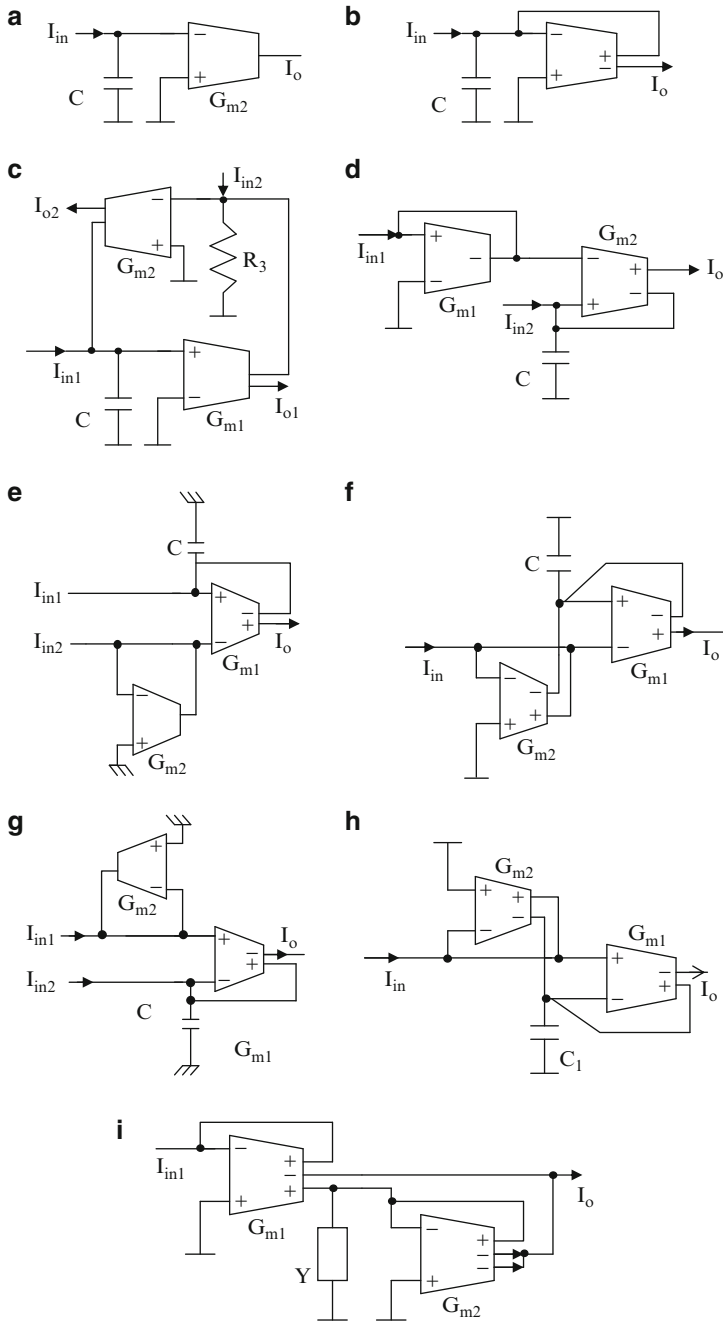 a
I_in
−
+
C
G_m2
I_o
b
I_in
−
+
+
−
C
I_o
c
I_in2
I_o2
−
+
G_m2
R_3
I_in1
+
−
C
G_m1
I_o1
d
I_in1
+
−
−
G_m1
G_m2
−
+
+
−
I_o
I_in2
C
e
C
I_in1
+
−
−
+
I_in2
I_o
G_m1
−
+
G_m2
f
C
+
−
−
+
I_in
I_o
G_m1
−
+
−
+
G_m2
g
+
−
G_m2
I_in1
+
−
−
+
I_o
I_in2
C
G_m1
h
G_m2
+
−
+
−
G_m1
I_in
+
−
−
+
I_o
C_1
i
I_in1
−
+
+
−
+
G_m1
I_o
Y
−
+
+
−
−
G_m2